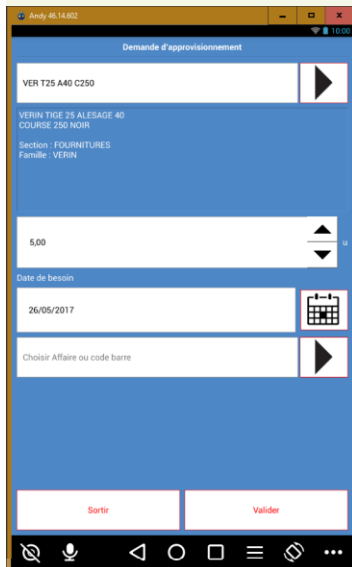 Andy 46.14.602
10:00
Demande d'approvisionnement
VER T25 A40 C250
VERIN TIGE 25 ALESAGE 40
COURSE 250 NOIR
Section : FOURNITURES
Famille : VERIN
5,00
u
Date de besoin
26/05/2017
Choisir Affaire ou code barre
Sortir
Valider